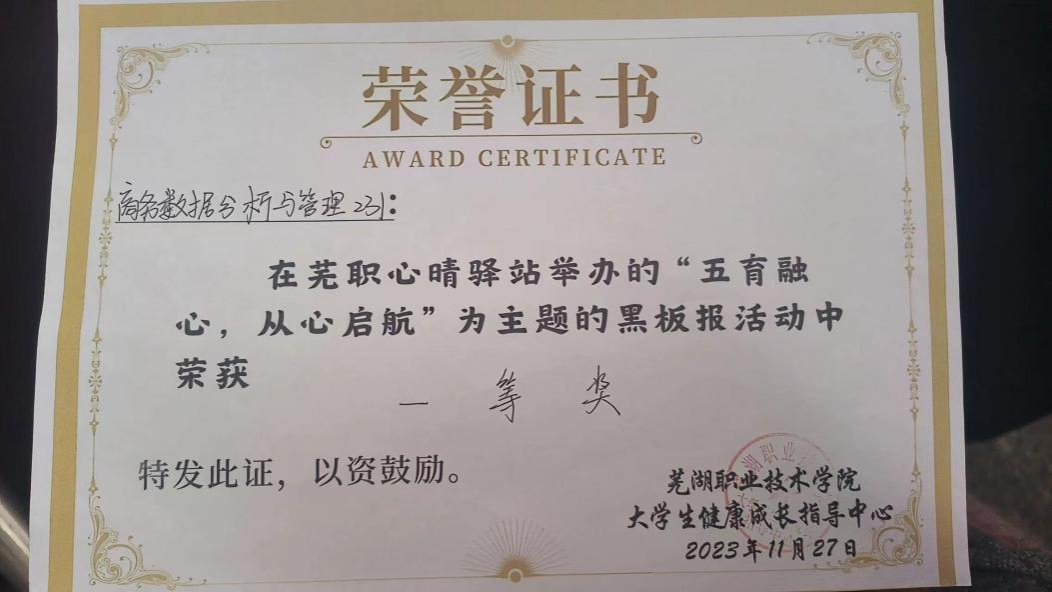 荣誉证书
AWARD CERTIFICATE
商务数据分析与管理231:
在芜职心晴驿站举办的“五育融
心，从心启航”为主题的黑板报活动中
荣获
一等奖
特发此证，以资鼓励。
芜湖职业技术学院
大学生健康成长指导中心
2023年11月27日